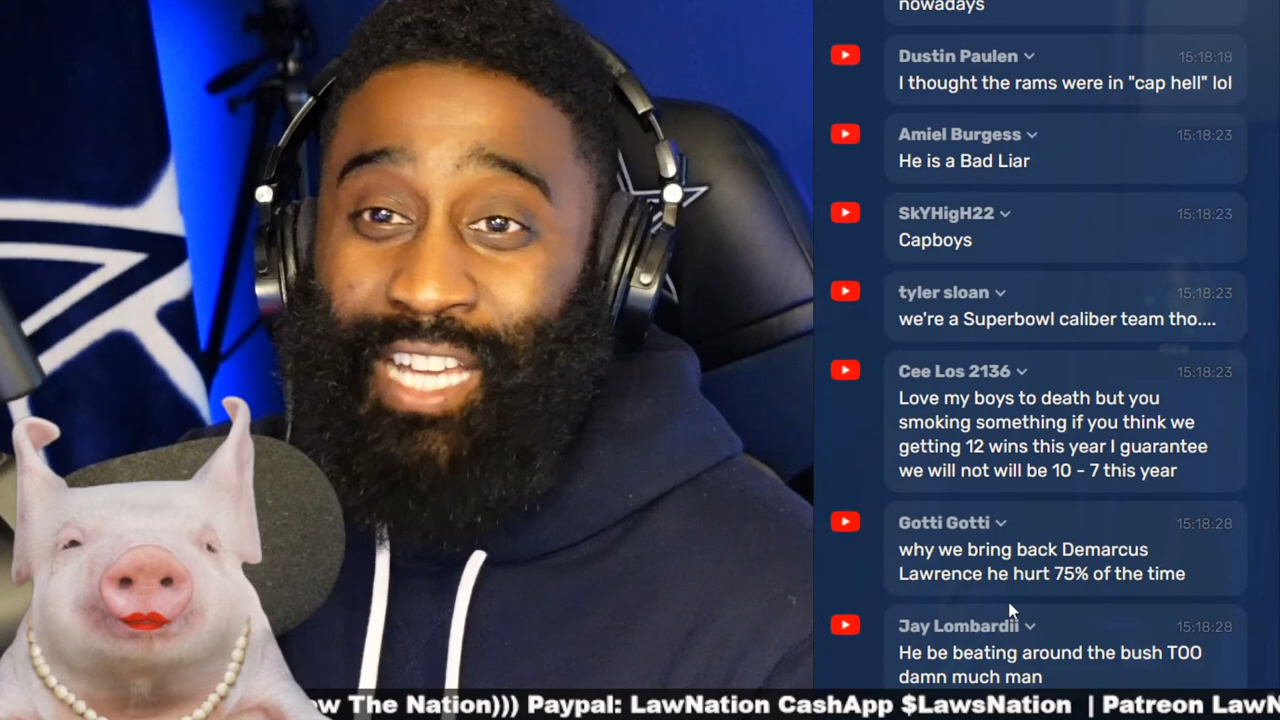 nowadays
Dustin Paulen 15:18:18
I thought the rams were in "cap hell" lol
Amiel Burgess 15:18:23
He is a Bad Liar
SkYHigH22 15:18:23
Capboys
tyler sloan 15:18:23
we're a Superbowl caliber team tho....
Cee Los 2136 15:18:23
Love my boys to death but you
smoking something if you think we
getting 12 wins this year I guarantee
we will not will be 10 - 7 this year
Gotti Gotti 15:18:28
why we bring back Demarcus
Lawrence he hurt 75% of the time
Jay Lombardii 15:18:28
He be beating around the bush TOO
damn much man
The Nation))) Paypal: LawNation CashApp $LawsNation | Patreon